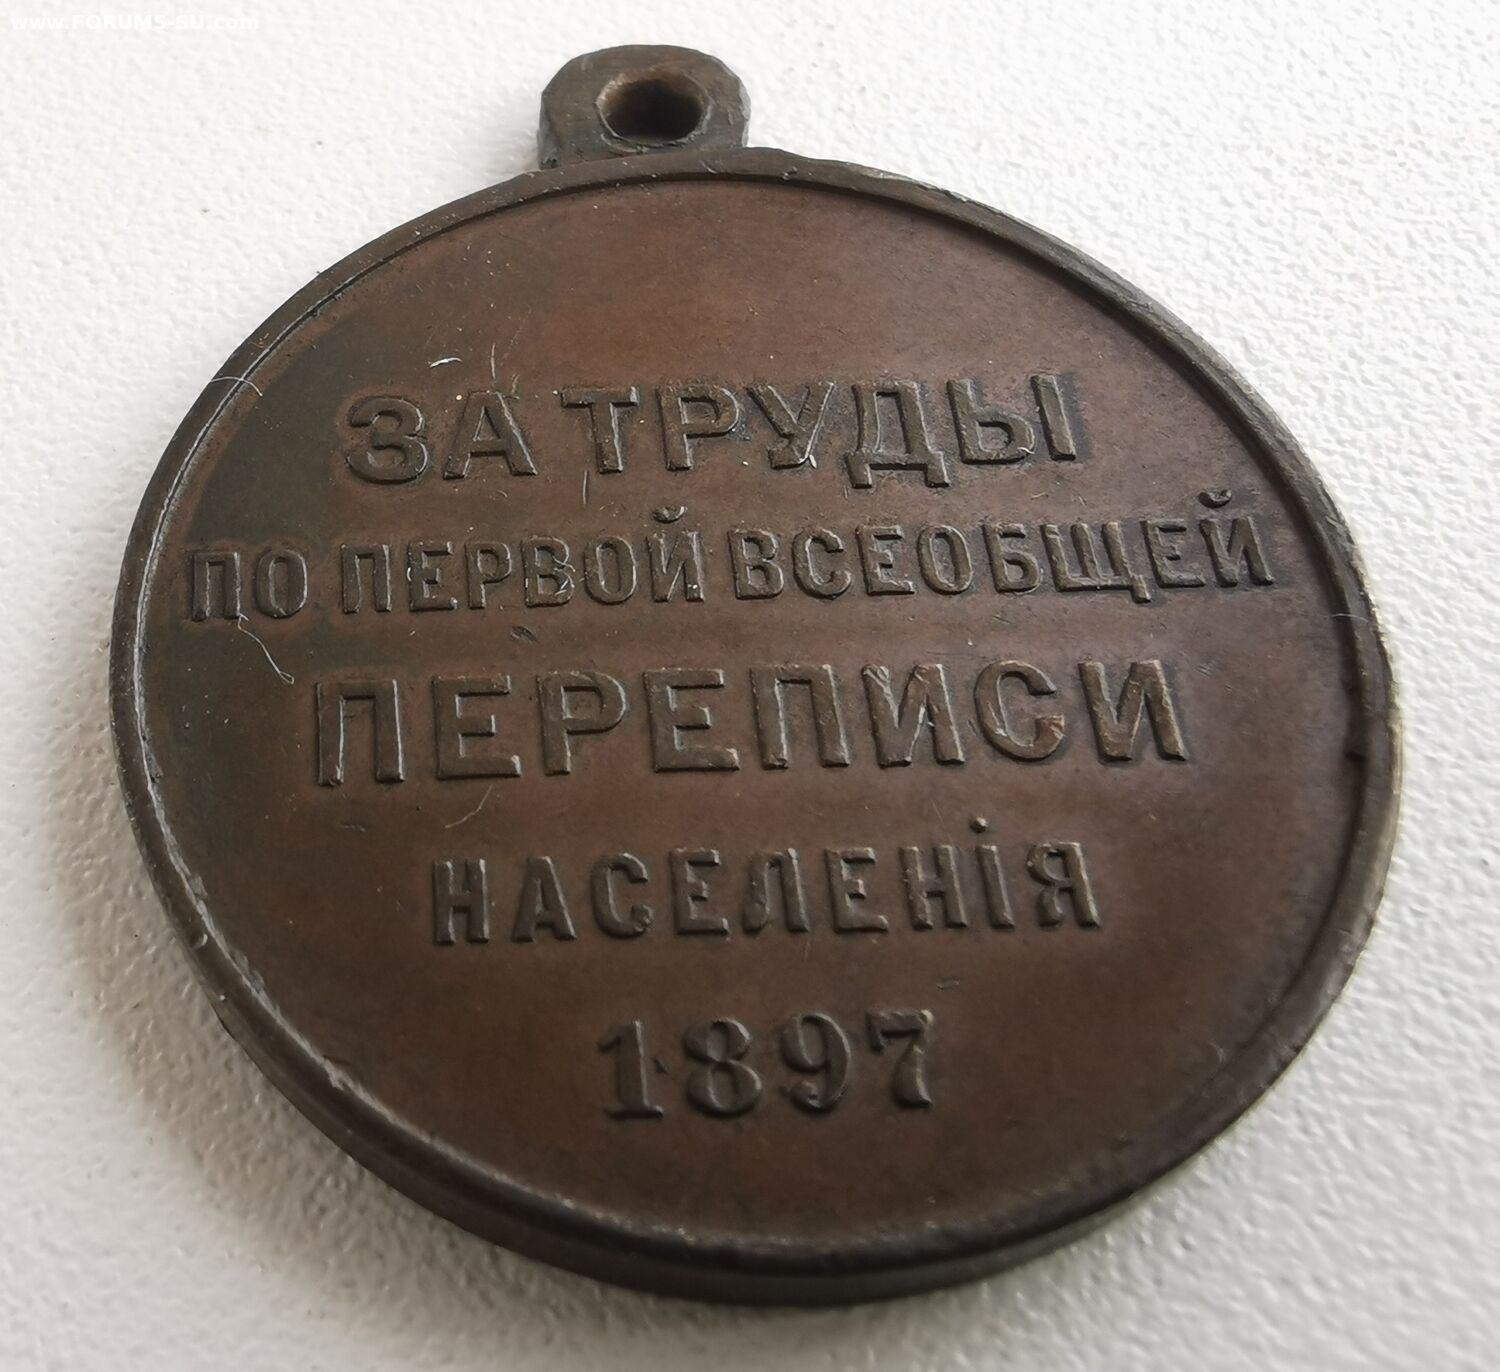 www.FORUMS-SU.com
ЗА ТРУДЫ
ПО ПЕРВОЙ ВСЕОБЩЕЙ
ПЕРЕПИСИ
НАСЕЛЕНІЯ
1897